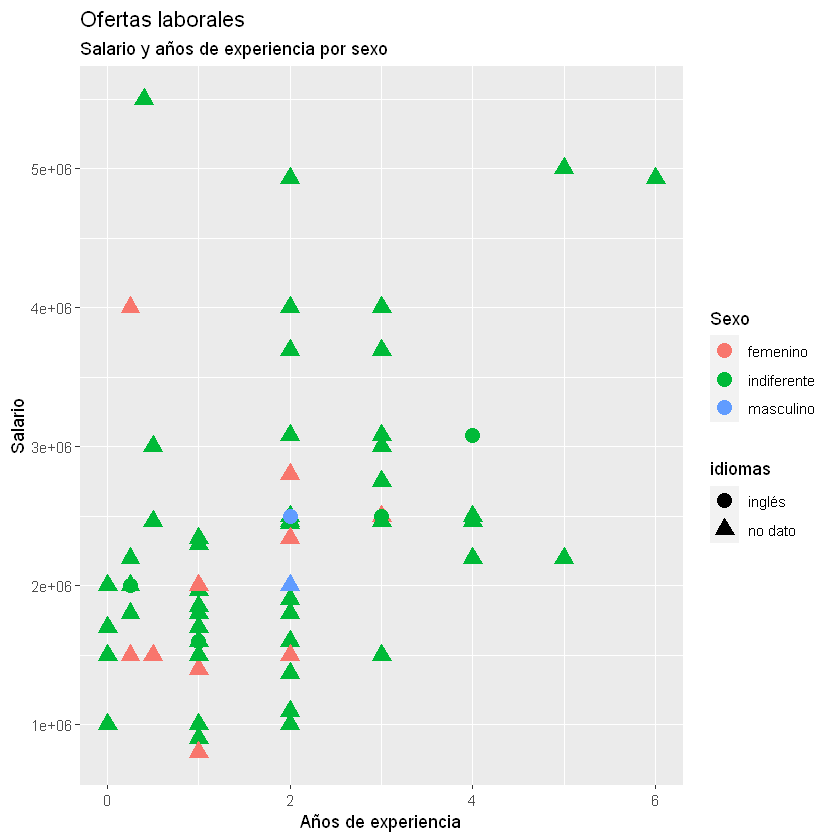 Ofertas laborales
Salario y años de experiencia por sexo
5e+06
4e+06
3e+06
2e+06
1e+06
Salario
0 2 4 6
Años de experiencia
Sexo
femenino
indiferente
masculino
idiomas
inglés
no dato